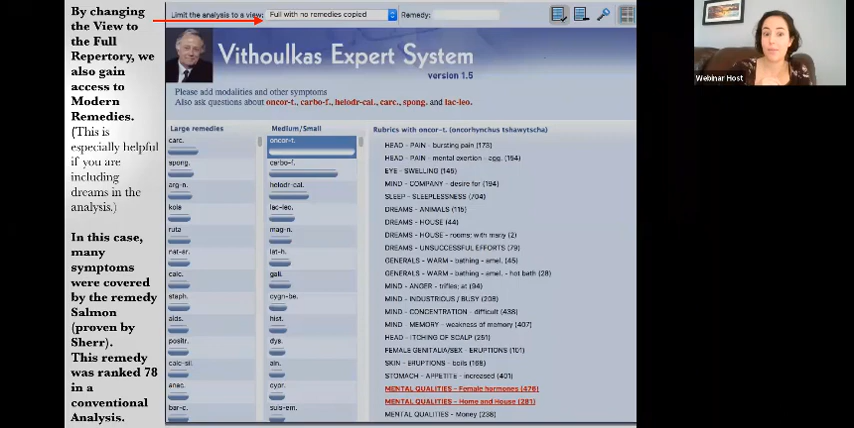 By changing
the View to
the Full
Repertory, we
also gain
access to
Modern
Remedies.
(This is
especially helpful
if you are
including
dreams in the
analysis.)
In this case,
many
symptoms
were covered
by the remedy
Salmon
(proven by
Sherr).
This remedy
was ranked 78
in a
conventional
Analysis.
Limit the analysis to a view: Full with no remedies copied Remedy:
Vithoulkas Expert System
version 1.5
Please add modalities and other symptoms
Also ask questions about oncor-t., carbo-f., helodr-cal., carc., spong. and lac-leo.
Large remedies
carc.
spong.
arg-n.
kola
ruta
nat-ar.
calc.
staph.
aids.
positr.
calc-sil.
anac.
bar-c.
Medium/Small
oncor-t.
carbo-f.
helodr-cal.
lac-leo.
mag-n.
lat-h.
gali.
cygn-be.
hist.
dys.
aln.
cypr.
suis-em.
Rubrics with oncor-t. (oncorhynchus tshawytscha)
HEAD - PAIN - bursting pain (173)
HEAD - PAIN - mental exertion - agg. (154)
EYE - SWELLING (146)
MIND - COMPANY - desire for (194)
SLEEP - SLEEPLESSNESS (704)
DREAMS - ANIMALS (115)
DREAMS - HOUSE (44)
DREAMS - HOUSE - rooms; with many (2)
DREAMS - UNSUCCESSFUL EFFORTS (79)
GENERALS - WARM - bathing - amel. (45)
GENERALS - WARM - bathing - amel. - hot bath (28)
MIND - ANGER - trifles; at (94)
MIND - INDUSTRIOUS / BUSY (208)
MIND - CONCENTRATION - difficult (438)
MIND - MEMORY - weakness of memory (407)
HEAD - ITCHING OF SCALP (251)
FEMALE GENITALIA/SEX - ERUPTIONS (101)
SKIN - ERUPTIONS - boils (168)
STOMACH - APPETITE - increased (401)
MENTAL QUALITIES - Female hormones (476)
MENTAL QUALITIES - Home and House (281)
MENTAL QUALITIES - Money (238)
Webinar Host